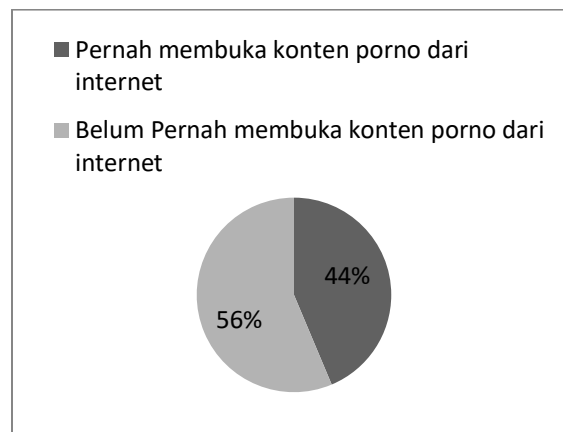 Pernah membuka konten porno dari
internet
Belum Pernah membuka konten porno dari
internet
44%
56%